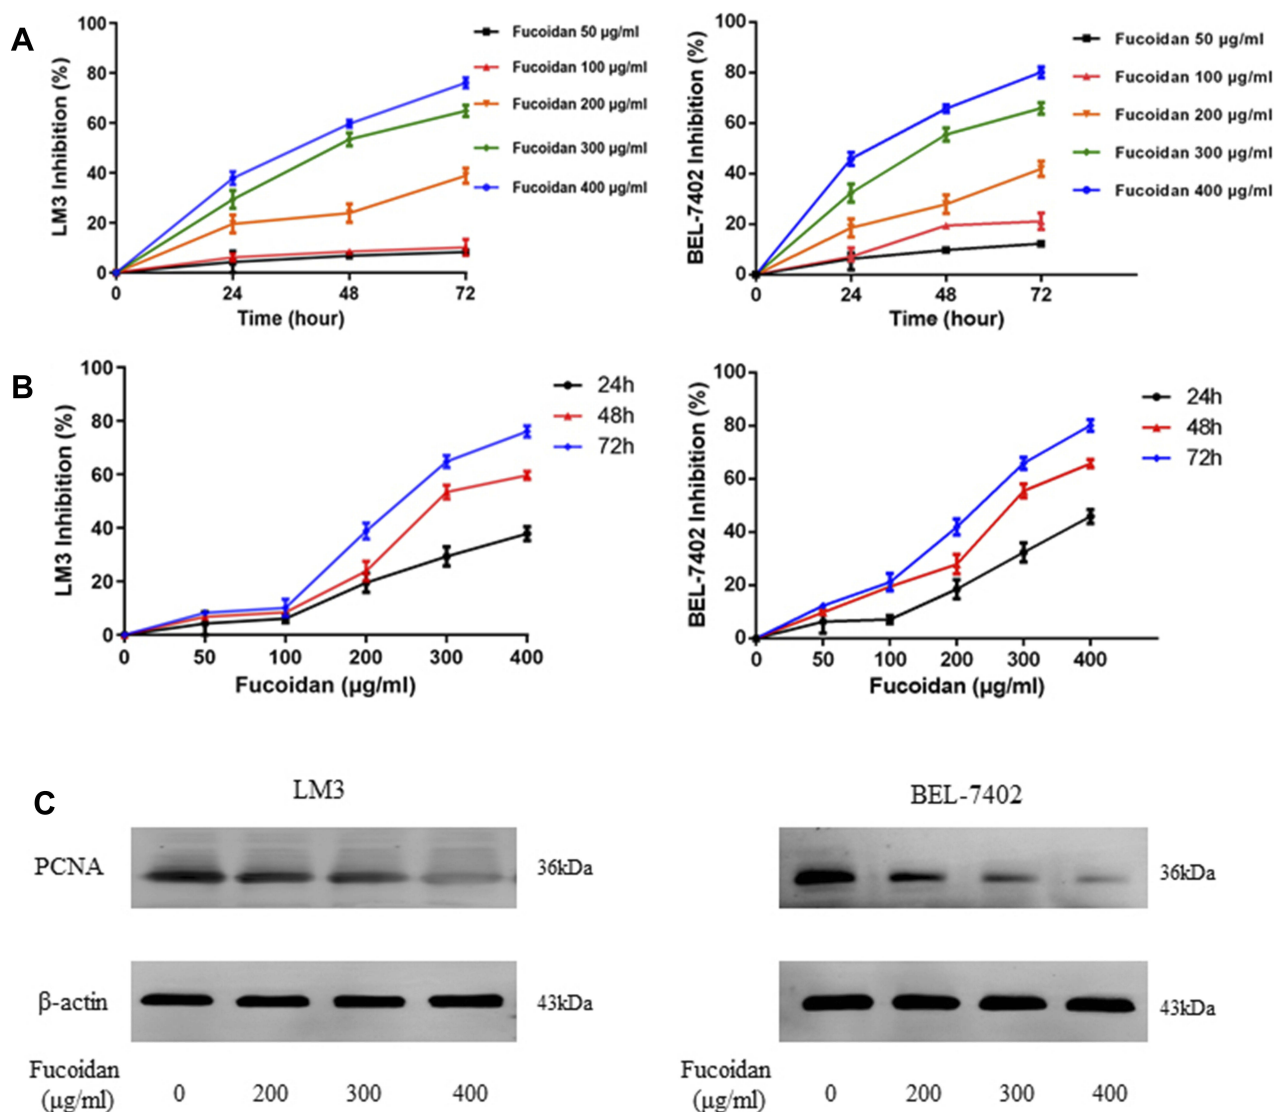 A
LM3 Inhibition (%)
100
80
60
40
20
0
0 24 48 72
Time (hour)
Fucoidan 50 µg/ml
Fucoidan 100 µg/ml
Fucoidan 200 µg/ml
Fucoidan 300 µg/ml
Fucoidan 400 µg/ml
BEL-7402 Inhibition (%)
100
80
60
40
20
0
0 24 48 72
Time (hour)
Fucoidan 50 µg/ml
Fucoidan 100 µg/ml
Fucoidan 200 µg/ml
Fucoidan 300 µg/ml
Fucoidan 400 µg/ml
B
LM3 Inhibition (%)
100
80
60
40
20
0
0 50 100 200 300 400
Fucoidan (µg/ml)
24h
48h
72h
BEL-7402 Inhibition (%)
100
80
60
40
20
0
0 50 100 200 300 400
Fucoidan (µg/ml)
24h
48h
72h
C
LM3
BEL-7402
PCNA
36kDa
36kDa
β-actin
43kDa
43kDa
Fucoidan
(µg/ml)
0 200 300 400
Fucoidan
(µg/ml)
0 200 300 400